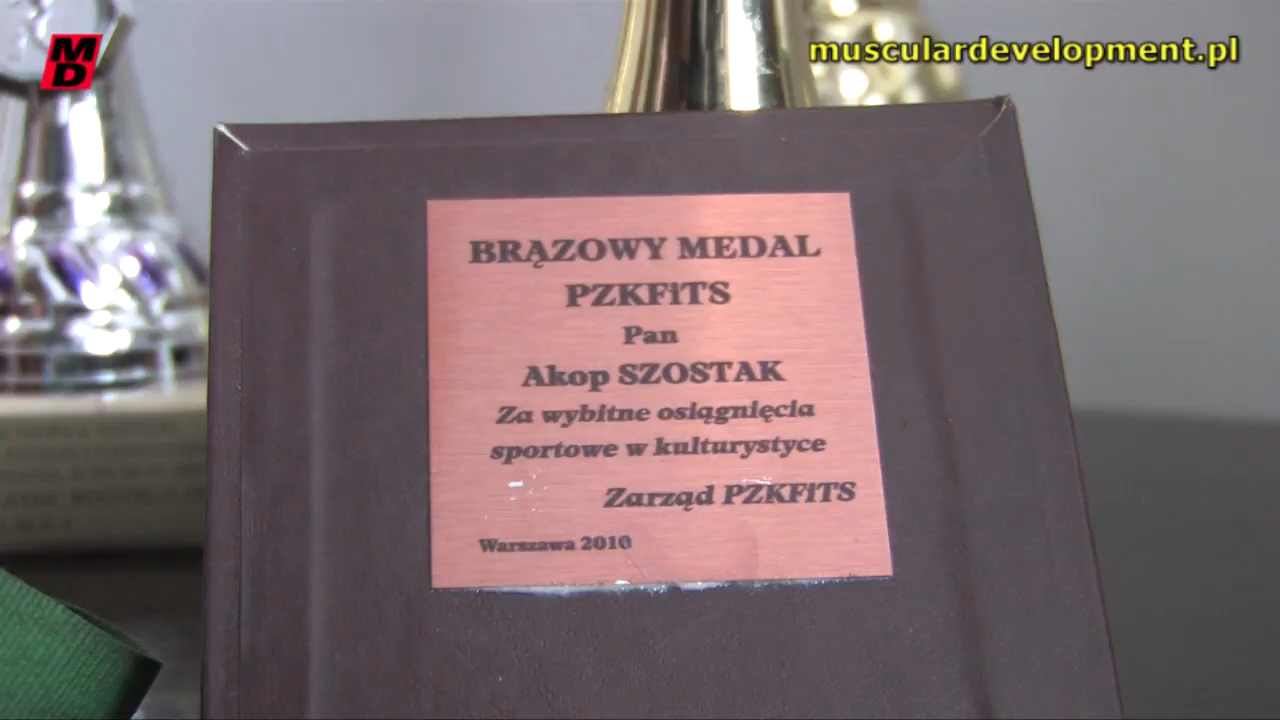 MD
musculardevelopment.pl
BRĄZOWY MEDAL
PZKFiTS
Pan
Akop SZOSTAK
Za wybitne osiągnięcia
sportowe w kulturystyce
Zarząd PZKFiTS
Warszawa 2010